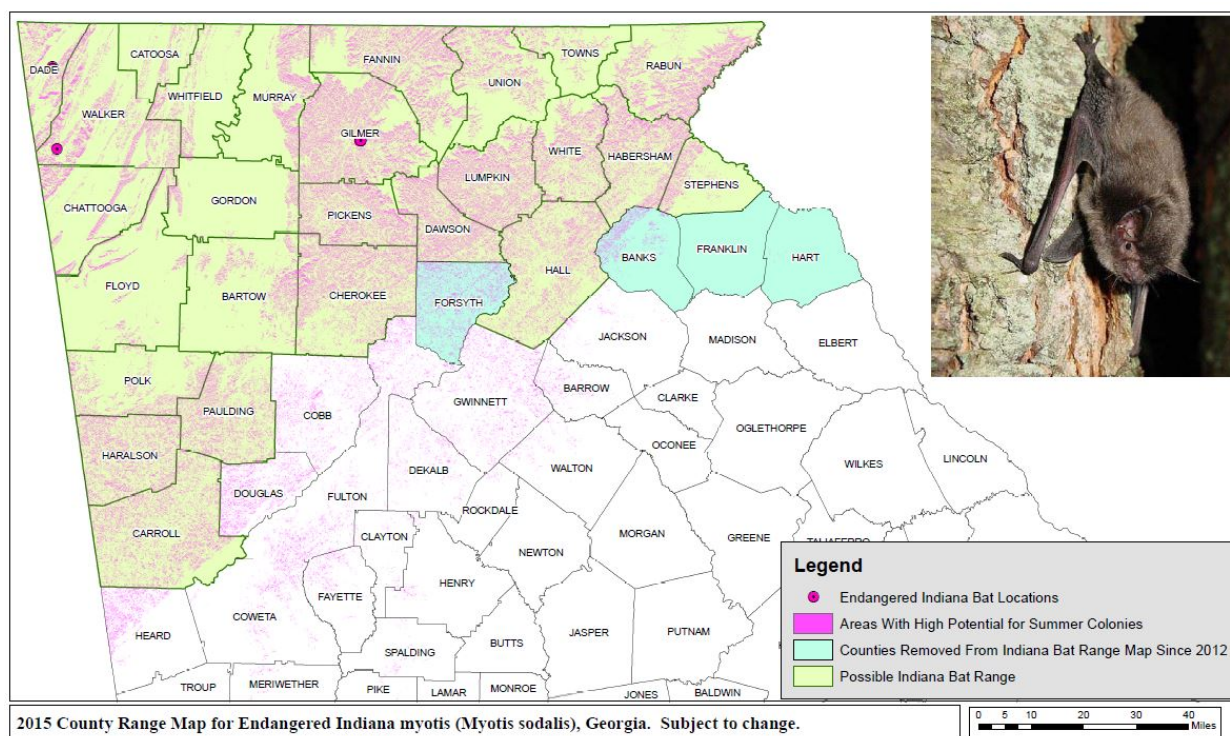 FANNIN
TOWNS
RABUN
CATOOSA
DADE
UNION
WHITFIELD
MURRAY
WALKER
GILMER
WHITE
HABERSHAM
LUMPKIN
STEPHENS
CHATTOOGA
GORDON
PICKENS
DAWSON
FRANKLIN
HART
BANKS
HALL
FLOYD
BARTOW
CHEROKEE
FORSYTH
JACKSON
MADISON
ELBERT
POLK
BARROW
PAULDING
COBB
GWINNETT
CLARKE
OGLETHORPE
OCONEE
HARALSON
DEKALB
WALTON
WILKES
LINCOLN
DOUGLAS
FULTON
ROCKDALE
CARROLL
CLAYTON
MORGAN
GREENE
TALIAFERRO
NEWTON
HENRY
FAYETTE
COWETA
HEARD
BUTTS
JASPER
PUTNAM
SPALDING
TROUP
MERIWETHER
PIKE
LAMAR
MONROE
JONES
BALDWIN
Legend
Endangered Indiana Bat Locations
Areas With High Potential for Summer Colonies
Counties Removed From Indiana Bat Range Map Since 2012
Possible Indiana Bat Range
2015 County Range Map for Endangered Indiana myotis (Myotis sodalis), Georgia. Subject to change.
0 5 10 20 30 40
Miles